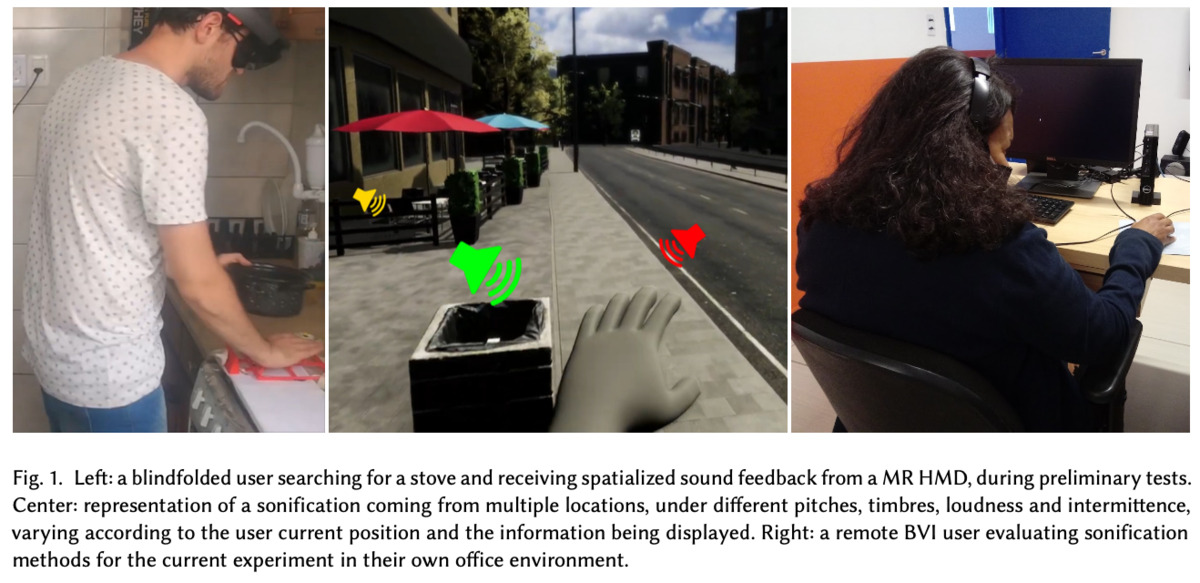 Fig. 1. Left: a blindfolded user searching for a stove and receiving spatialized sound feedback from a MR HMD, during preliminary tests.
Center: representation of a sonification coming from multiple locations, under different pitches, timbres, loudness and intermittence,
varying according to the user current position and the information being displayed. Right: a remote BVI user evaluating sonification
methods for the current experiment in their own office environment.